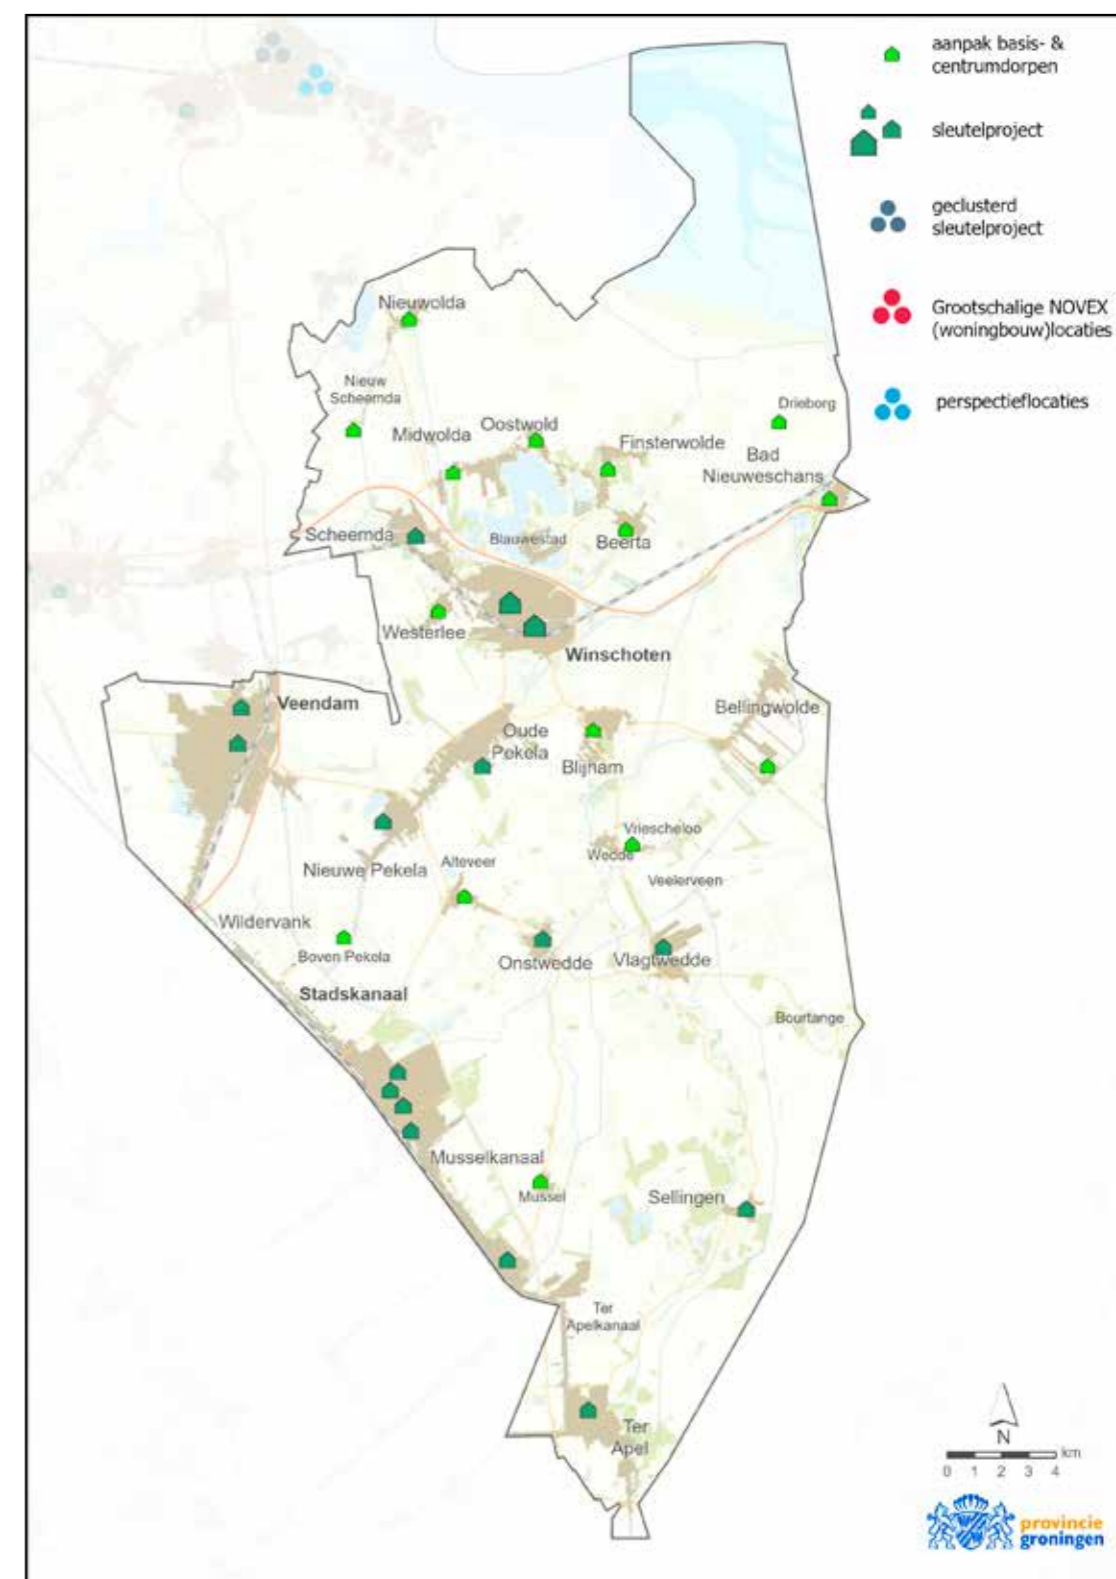 aanpak basis- &
centrumdorpen
sleutelproject
geclusterd
sleutelproject
Grootschalige NOVEX
(woningbouw)locaties
perspectieflocaties
Nieuwolda
Nieuw
Scheemda
Midwolda
Oostwold
Finsterwolde
Drieborg
Bad
Nieuweschans
Scheemda
Blauwestad
Beerta
Westerlee
Winschoten
Veendam
Oude
Pekela
Blijham
Bellingwolde
Vriescheloo
Wedde
Veelerveen
Nieuwe Pekela
Alteveer
Wildervank
Boven Pekela
Onstwedde
Vlagtwedde
Stadskanaal
Bourtange
Musselkanaal
Mussel
Sellingen
Ter
Apelkanaal
Ter
Apel
N
km
0 1 2 3 4
provincie
groningen